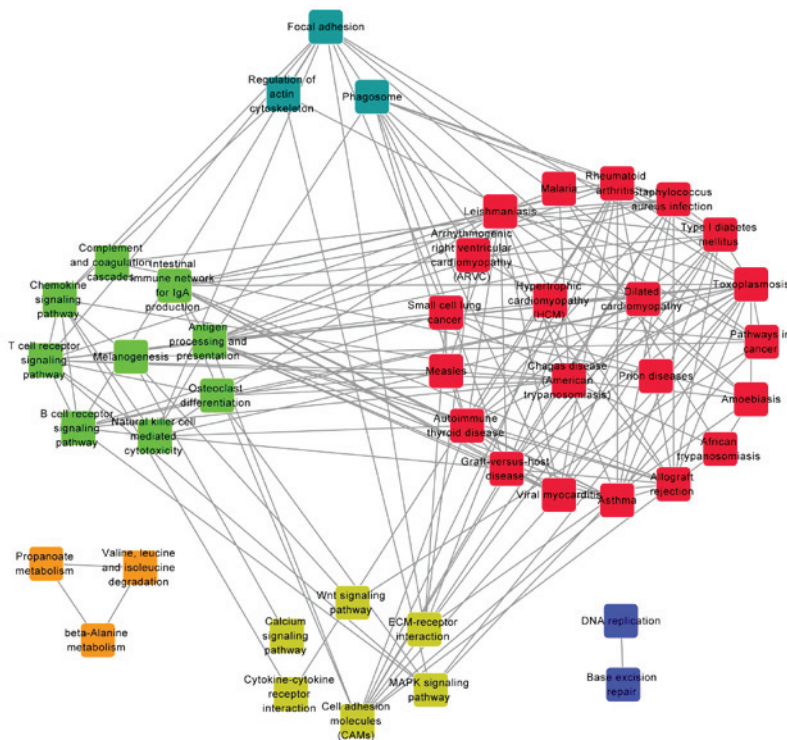 Focal adhesion
Regulation of
actin
cytoskeleton
Phagosome
Rheumatoid
arthritis
Malaria
Staphylococcus
aureus infection
Leishmaniasis
Type I diabetes
mellitus
Arrhythmogenic
right ventricular
cardiomyopathy
(ARVC)
Complement
and coagulation
cascades
Intestinal
immune network
for IgA
production
Chemokine
signaling
pathway
Toxoplasmosis
Hypertrophic
cardiomyopathy
(HCM)
Dilated
cardiomyopathy
Small cell lung
cancer
Antigen
processing and
presentation
Pathways in
cancer
T cell receptor
signaling
pathway
Melanogenesis
Measles
Chagas disease
(American
trypanosomiasis)
Prion diseases
Osteoclast
differentiation
Amoebiasis
B cell receptor
signaling
pathway
Natural killer cell
mediated
cytotoxicity
Autoimmune
thyroid disease
African
trypanosomiasis
Graft-versus-host
disease
Allograft
rejection
Viral myocarditis
Asthma
Propanoate
metabolism
Valine, leucine
and isoleucine
degradation
beta-Alanine
metabolism
Wnt signaling
pathway
Calcium
signaling
pathway
ECM-receptor
interaction
DNA replication
Cytokine-cytokine
receptor
interaction
MAPK signaling
pathway
Base excision
repair
Cell adhesion
molecules
(CAMs)